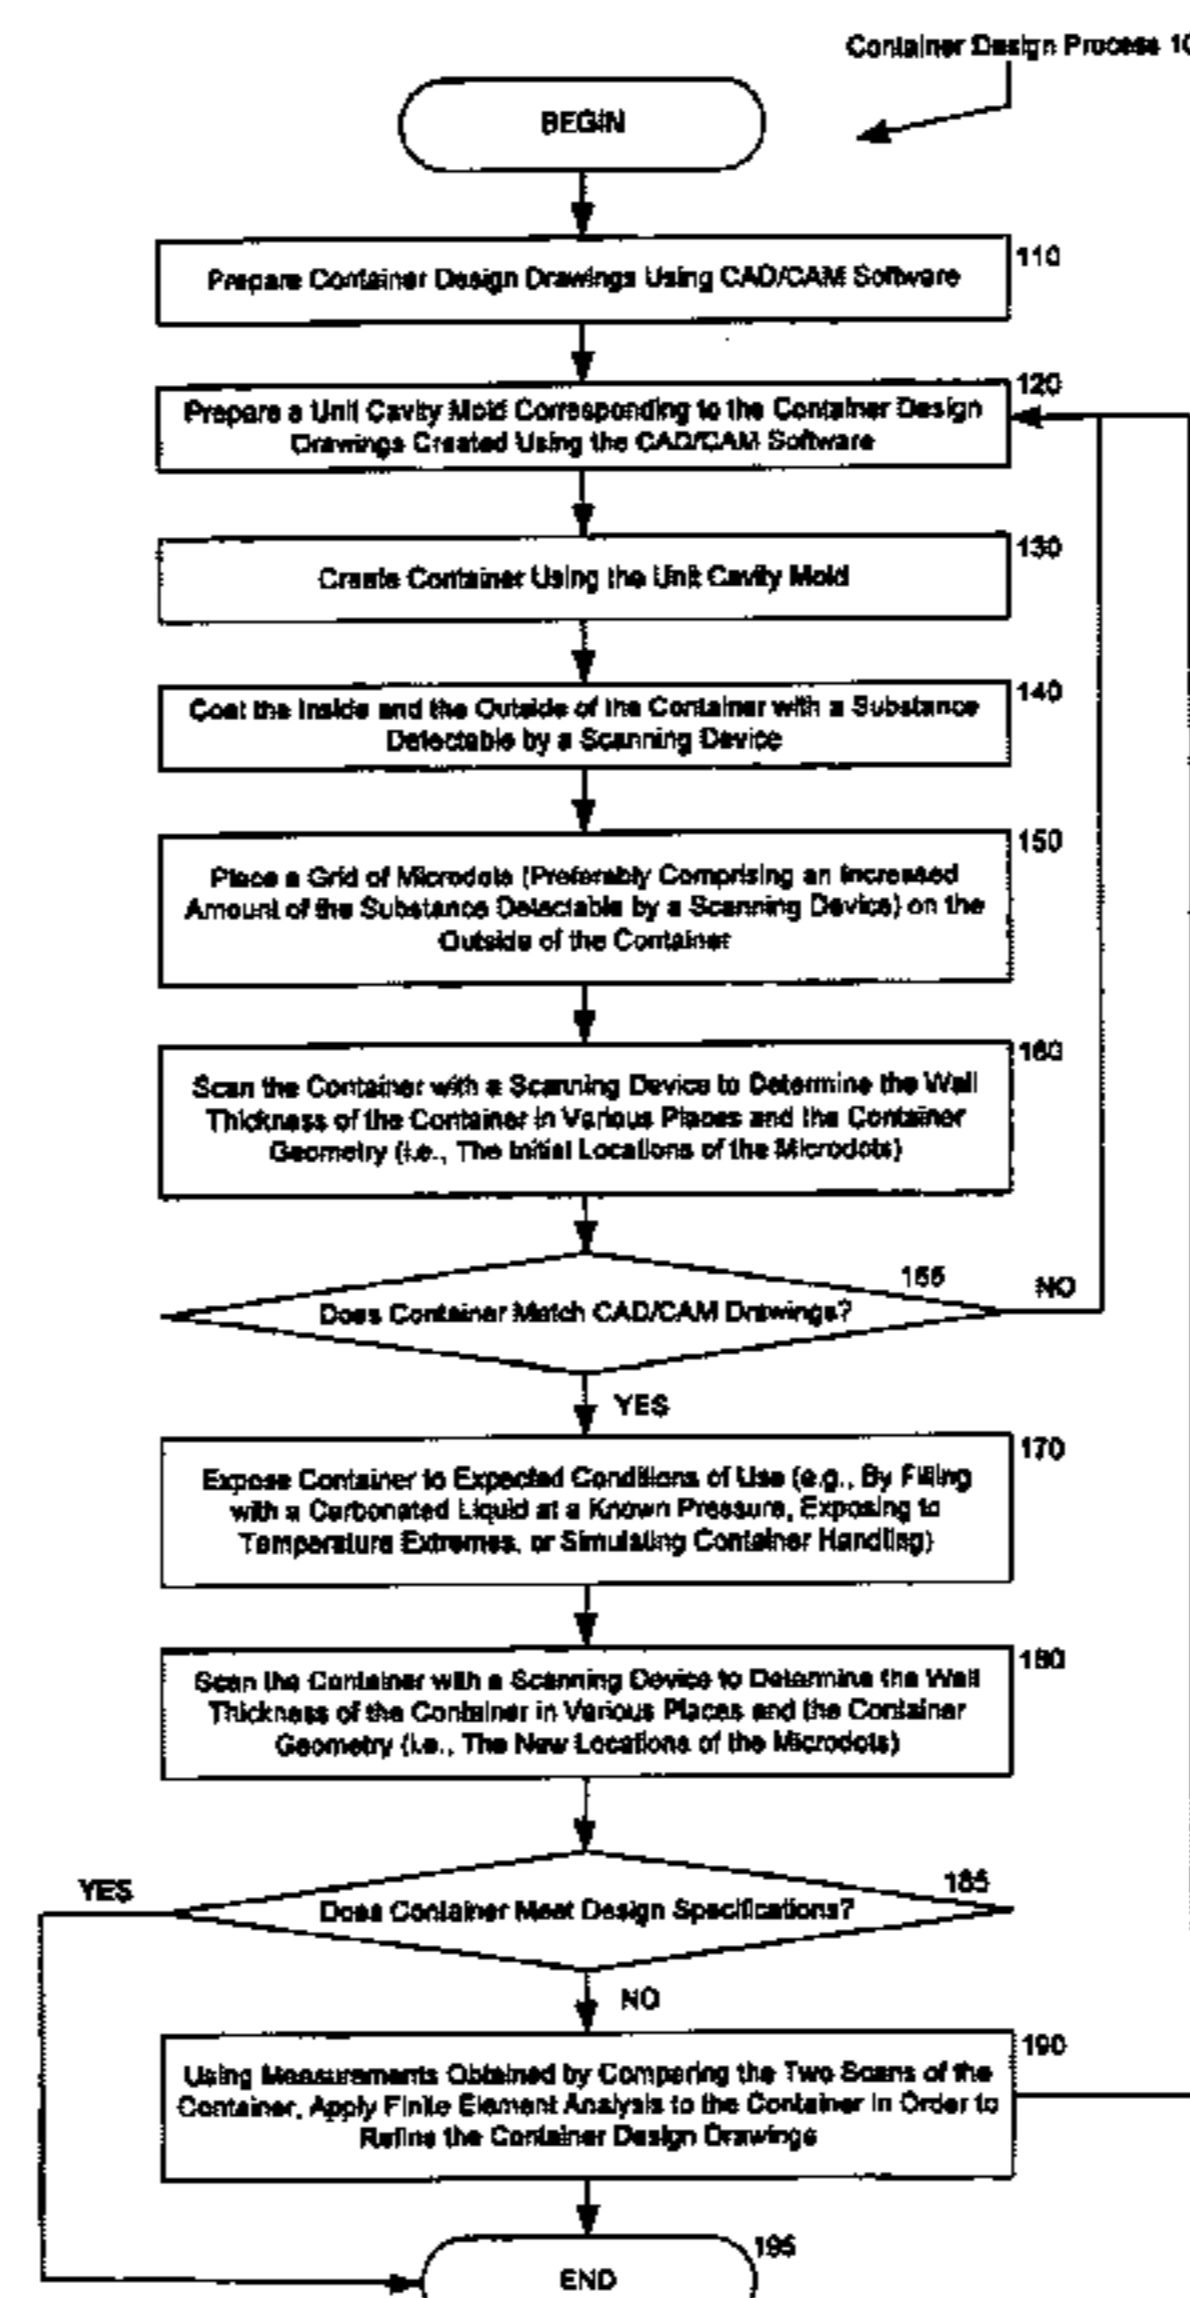 Container Design Process 10
BEGIN
110
Prepare Container Design Drawings Using CAD/CAM Software
120
Prepare a Unit Cavity Mold Corresponding to the Container Design
Drawings Created Using the CAD/CAM Software
130
Create Container Using the Unit Cavity Mold
140
Coat the Inside and the Outside of the Container with a Substance
Detectable by a Scanning Device
150
Place a Grid of Microdots (Preferably Comprising an Increased
Amount of the Substance Detectable by a Scanning Device) on the
Outside of the Container
160
Scan the Container with a Scanning Device to Determine the Wall
Thickness of the Container in Various Places and the Container
Geometry (i.e., The Initial Locations of the Microdots)
165
NO
Does Container Match CAD/CAM Drawings?
YES
170
Expose Container to Expected Conditions of Use (e.g., By Filling
with a Carbonated Liquid at a Known Pressure, Exposing to
Temperature Extremes, or Simulating Container Handling)
180
Scan the Container with a Scanning Device to Determine the Wall
Thickness of the Container in Various Places and the Container
Geometry (i.e., The New Locations of the Microdots)
YES
185
Does Container Meet Design Specifications?
NO
190
Using Measurements Obtained by Comparing the Two Scans of the
Container, Apply Finite Element Analysis to the Container in Order to
Refine the Container Design Drawings
195
END